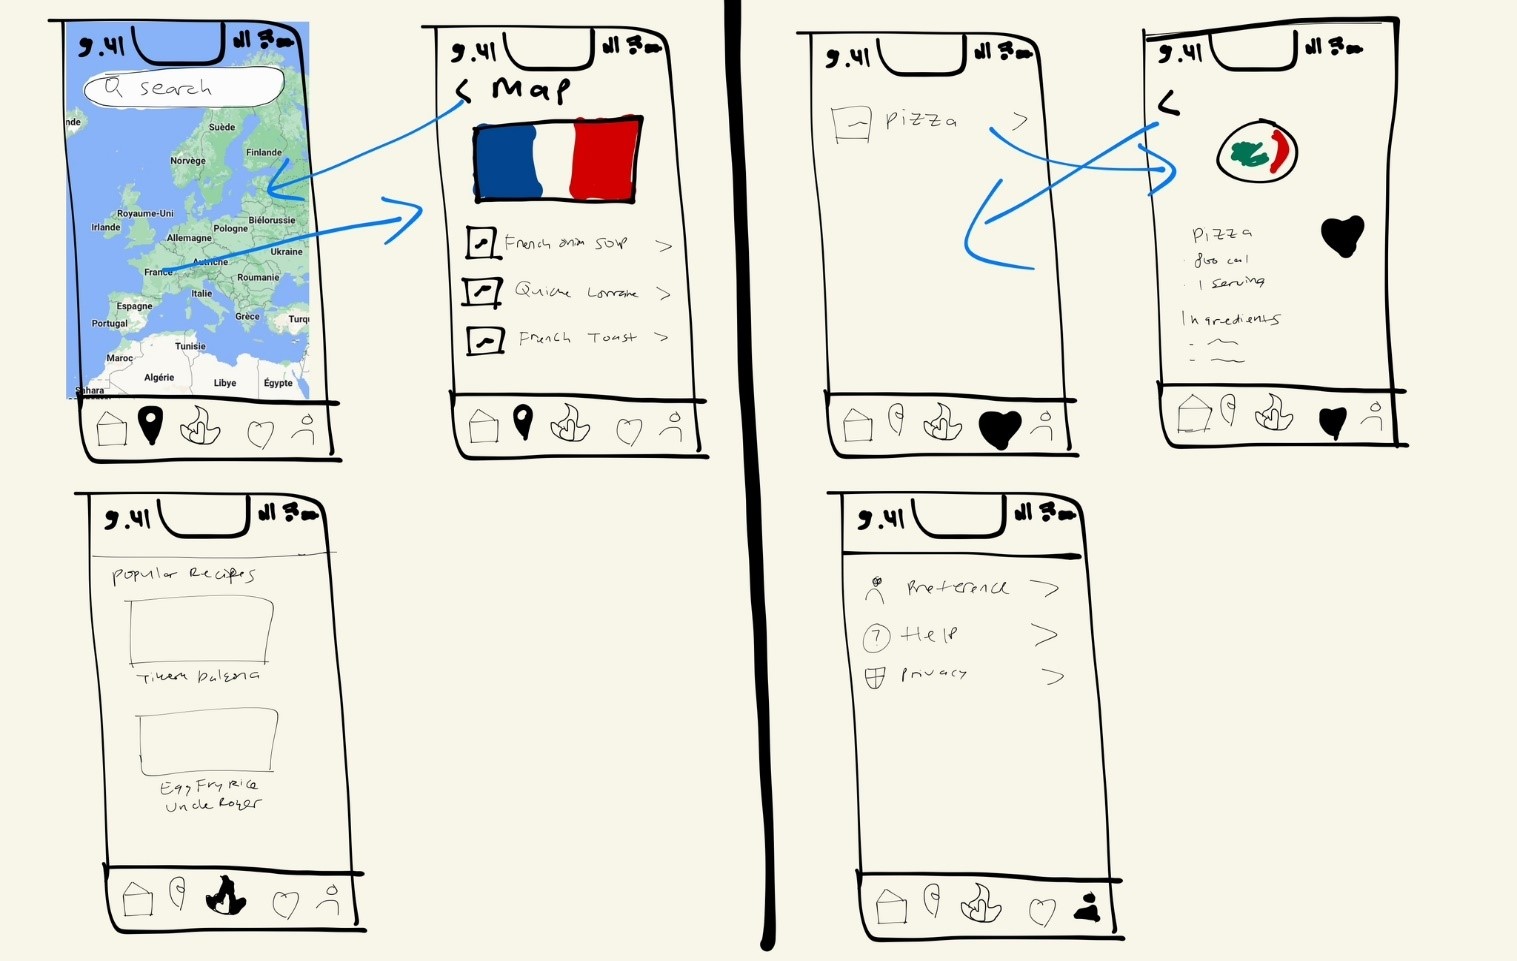 9.41
search
nde
Suède
Finlande
Norvège
Royaume-Uni
Irlande
Biélorussie
Pologne
Allemagne
Ukraine
Autriche
France
Roumanie
Italie
Espagne
Grèce
Portugal
Turq
Tunisie
Maroc
Algérie
Libye
Égypte
Sahara
9.41
< Map
French onion soup >
Quiche Lorraine >
French Toast >
9.41
Popular Recipes
Egg Fry Rice
Uncle Roger
9.41
Pizza >
9.41
<
Pizza
800 cal
1 serving
Ingredients
9.41
Preference >
? Help >
Privacy >